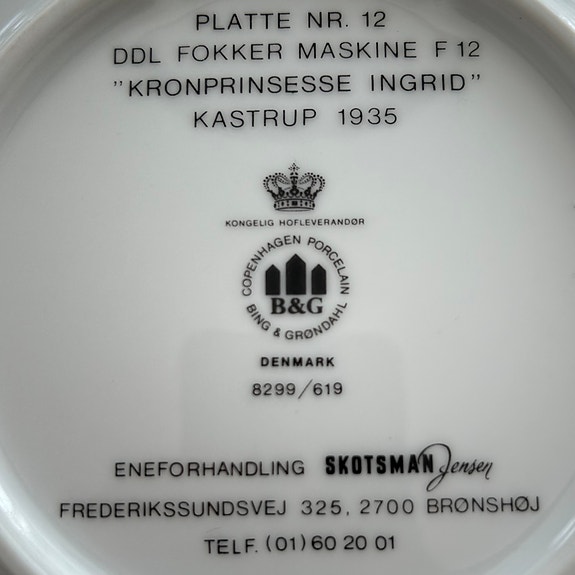 PLATTE NR. 12
DDL FOKKER MASKINE F 12
"KRONPRINSESSE INGRID"
KASTRUP 1935
KONGELIG HOFLEVERANDØR
COPENHAGEN PORCELAIN
B&G
BING & GRØNDAHL
DENMARK
8299/619
ENEFORHANDLING SKOTSMAN Jensen
FREDERIKSSUNDSVEJ 325, 2700 BRØNSHØJ
TELF. (01) 60 20 01